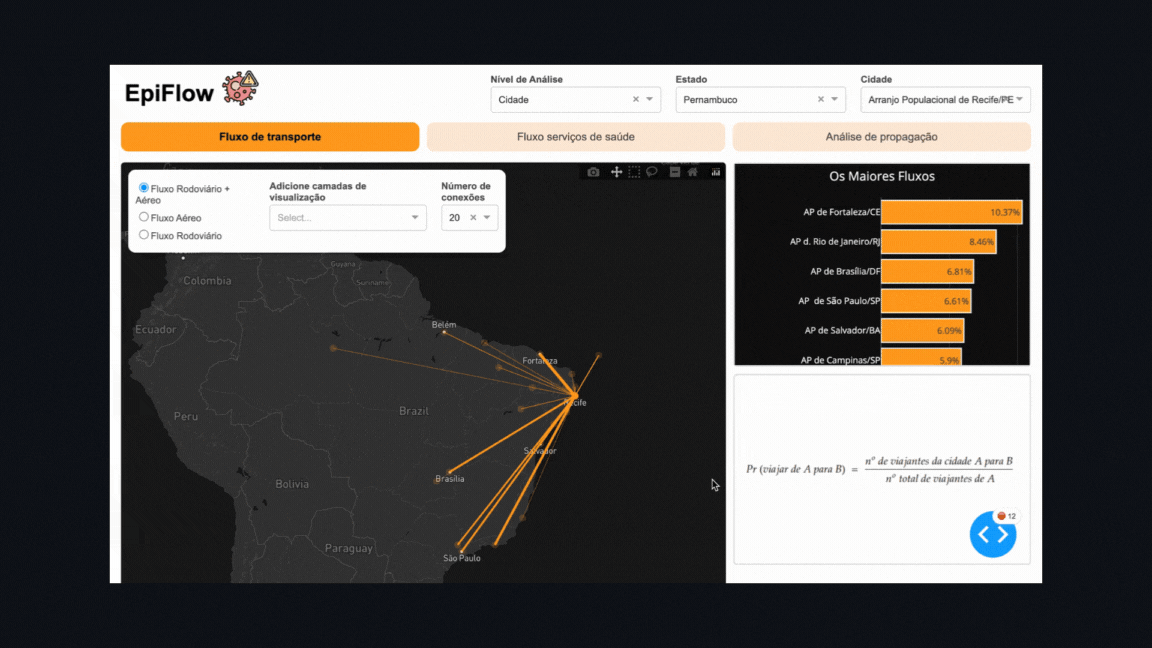 EpiFlow
Nível de Análise
Cidade
Estado
Pernambuco
Cidade
Arranjo Populacional de Recife/PE
Fluxo de transporte
Fluxo serviços de saúde
Análise de propagação
Fluxo Rodoviário +
Aéreo
Fluxo Aéreo
Fluxo Rodoviário
Adicione camadas de
visualização
Select...
Número de
conexões
20
Guyana
Suriname
Colombia
Ecuador
Belém
Fortaleza
Recife
Peru
Brazil
Salvador
Brasília
Bolivia
Paraguay
São Paulo
Os Maiores Fluxos
AP de Fortaleza/CE 10.37%
AP d. Rio de Janeiro/RJ 8.46%
AP de Brasília/DF 6.81%
AP de São Paulo/SP 6.61%
AP de Salvador/BA 6.09%
AP de Campinas/SP 5.9%
Pr (viajar de A para B) = nº de viajantes da cidade A para B
nº total de viajantes de A
12